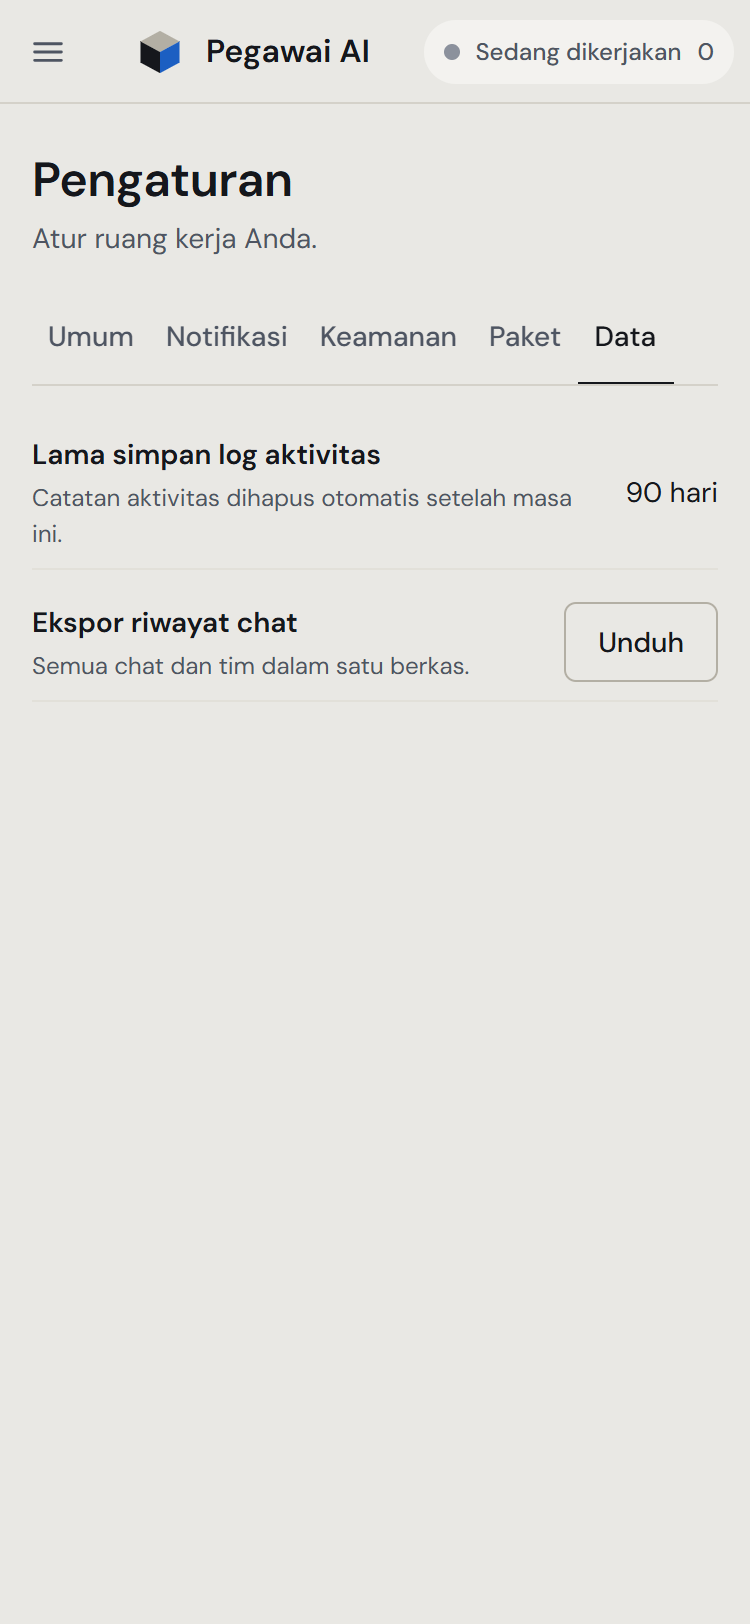 Pegawai AI
Sedang dikerjakan 0
Pengaturan
Atur ruang kerja Anda.
Umum Notifikasi Keamanan Paket Data
Lama simpan log aktivitas
Catatan aktivitas dihapus otomatis setelah masa
ini.
90 hari
Ekspor riwayat chat
Semua chat dan tim dalam satu berkas.
Unduh